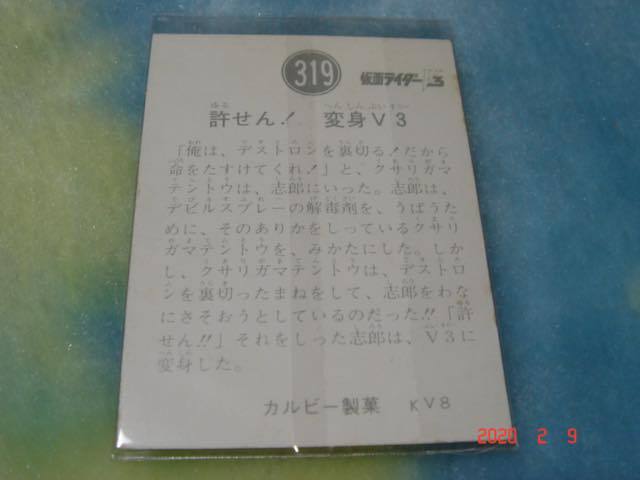 319 仮面ライダーV3
許せん！ 変身V3
「俺は、デストロンを裏切る！だから
命をたすけてくれ！」と、クサリガマ
テントウは、志郎にいった。志郎は、
デビルスプレーの解毒剤を、うばうた
めに、そのありかをしっているクサリ
ガマテントウを、みかたにした。しか
し、クサリガマテントウは、デストロ
ンを裏切ったまねをして、志郎をわな
にさそおうとしているのだった!!「許
せん!!」それをしった志郎は、V3に
変身した。
カルビー製菓 KV8
2020 2 9